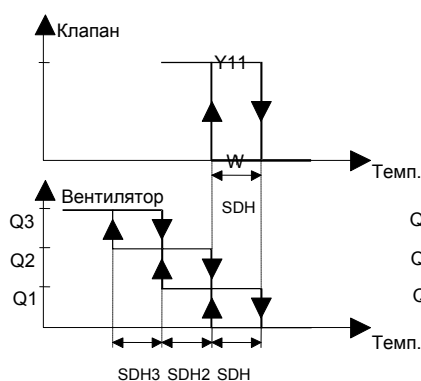 Клапан
Y11
W
Темп.
SDH
Вентилятор
Q3
Q2
Q1
Q
Q
Q
Темп.
SDH3 SDH2 SDH